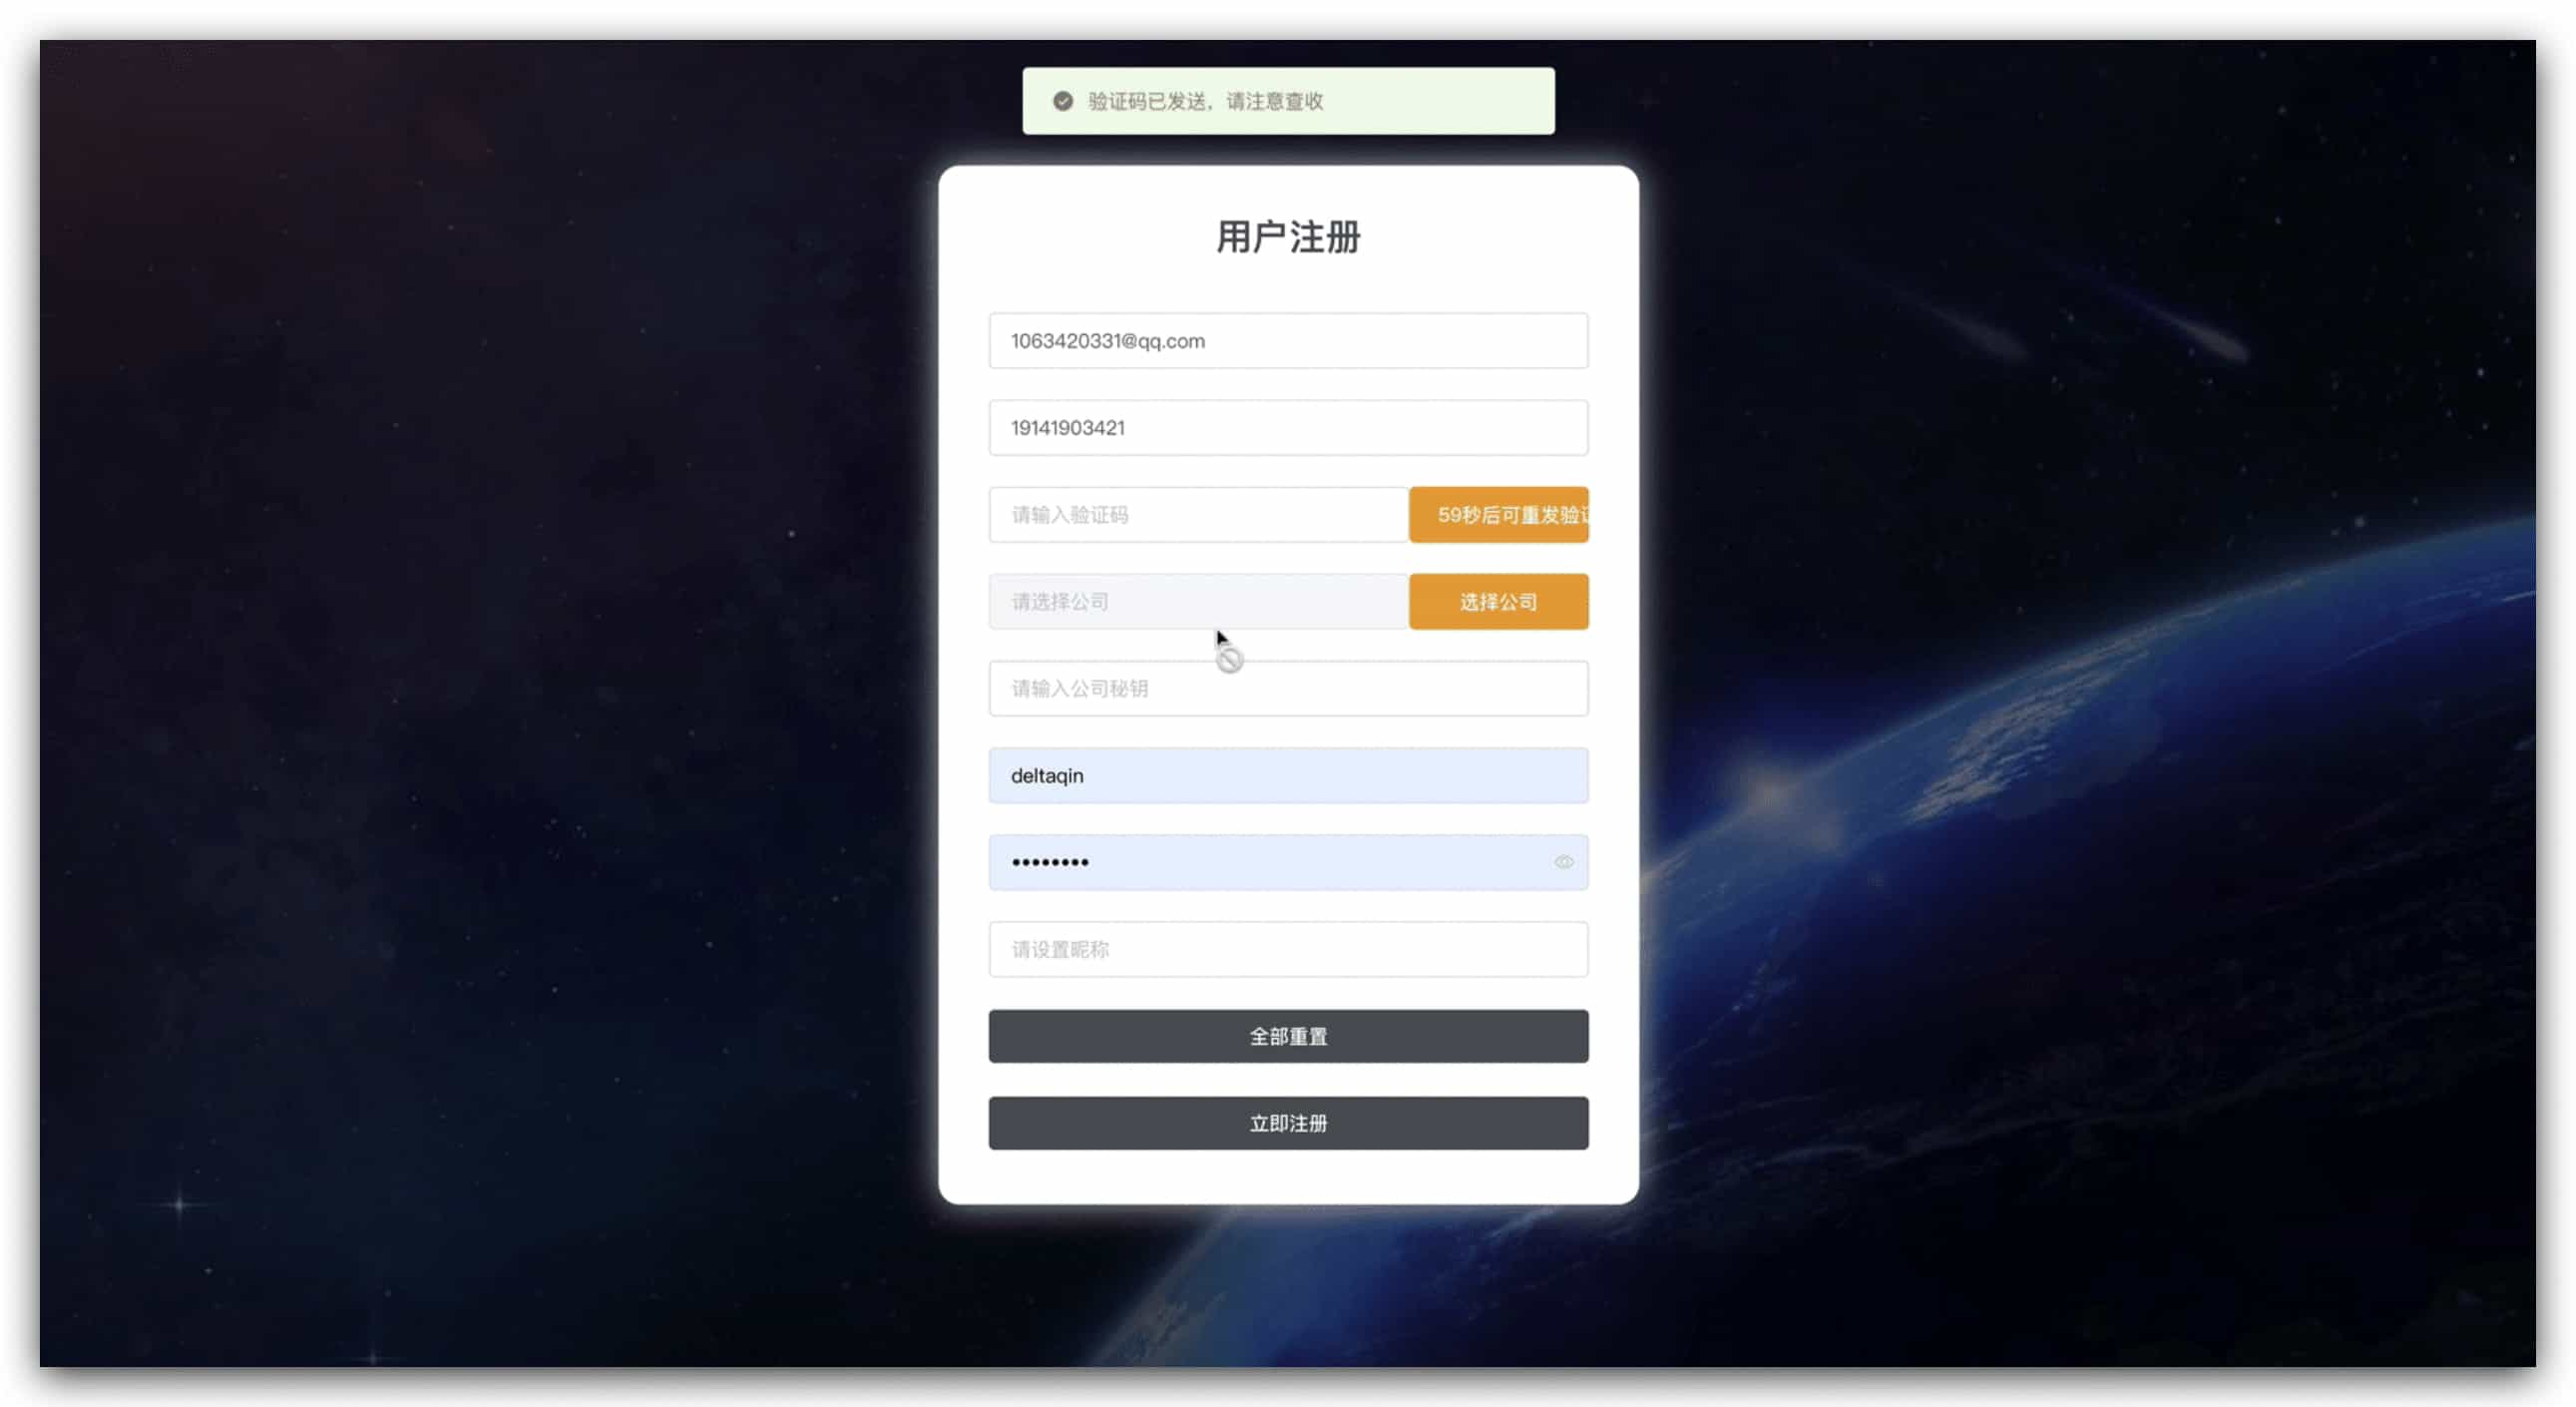 验证码已发送，请注意查收
用户注册
1063420331@qq.com
19141903421
请输入验证码
59秒后可重发验
请选择公司
选择公司
请输入公司秘钥
deltaqin
••••••••
请设置昵称
全部重置
立即注册